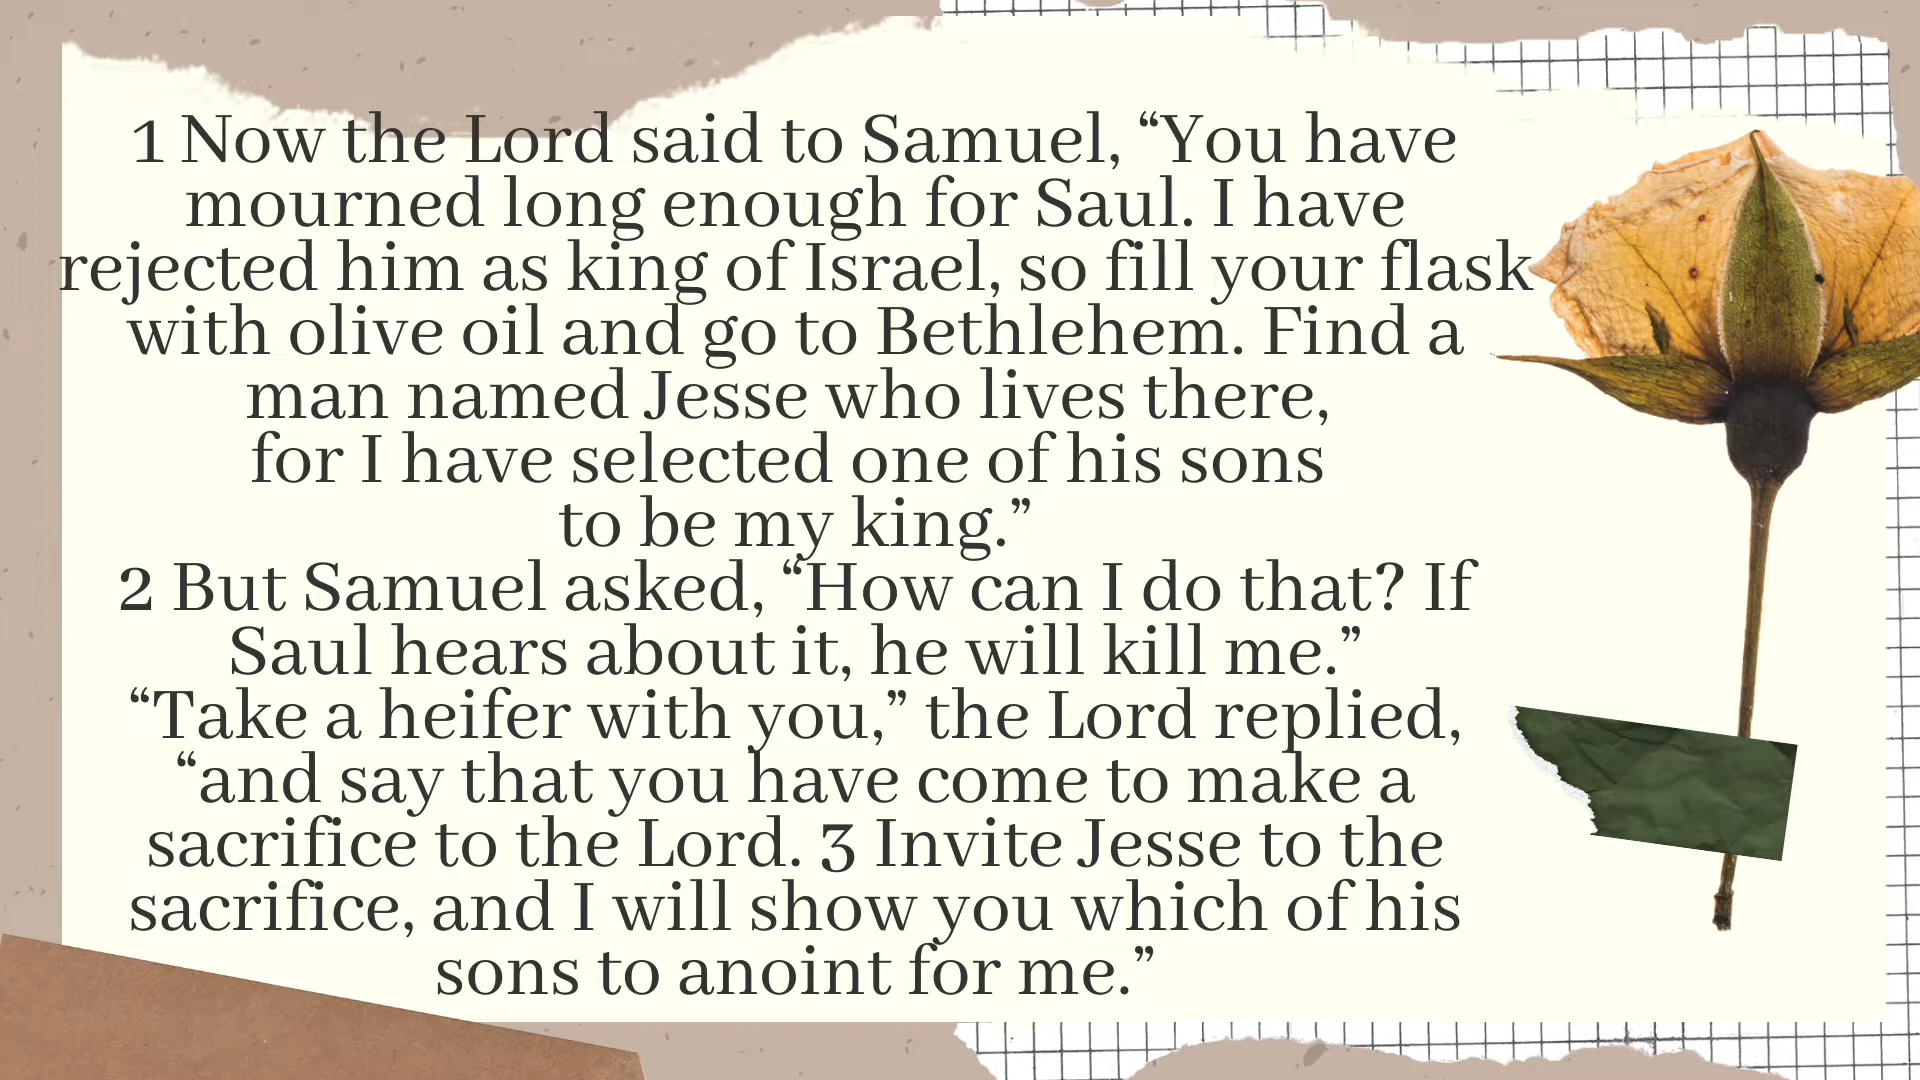 1 Now the Lord said to Samuel, “You have
mourned long enough for Saul. I have
rejected him as king of Israel, so fill your flask
with olive oil and go to Bethlehem. Find a
man named Jesse who lives there,
for I have selected one of his sons
to be my king.”
2 But Samuel asked, “How can I do that? If
Saul hears about it, he will kill me.”
“Take a heifer with you,” the Lord replied,
“and say that you have come to make a
sacrifice to the Lord. 3 Invite Jesse to the
sacrifice, and I will show you which of his
sons to anoint for me.”